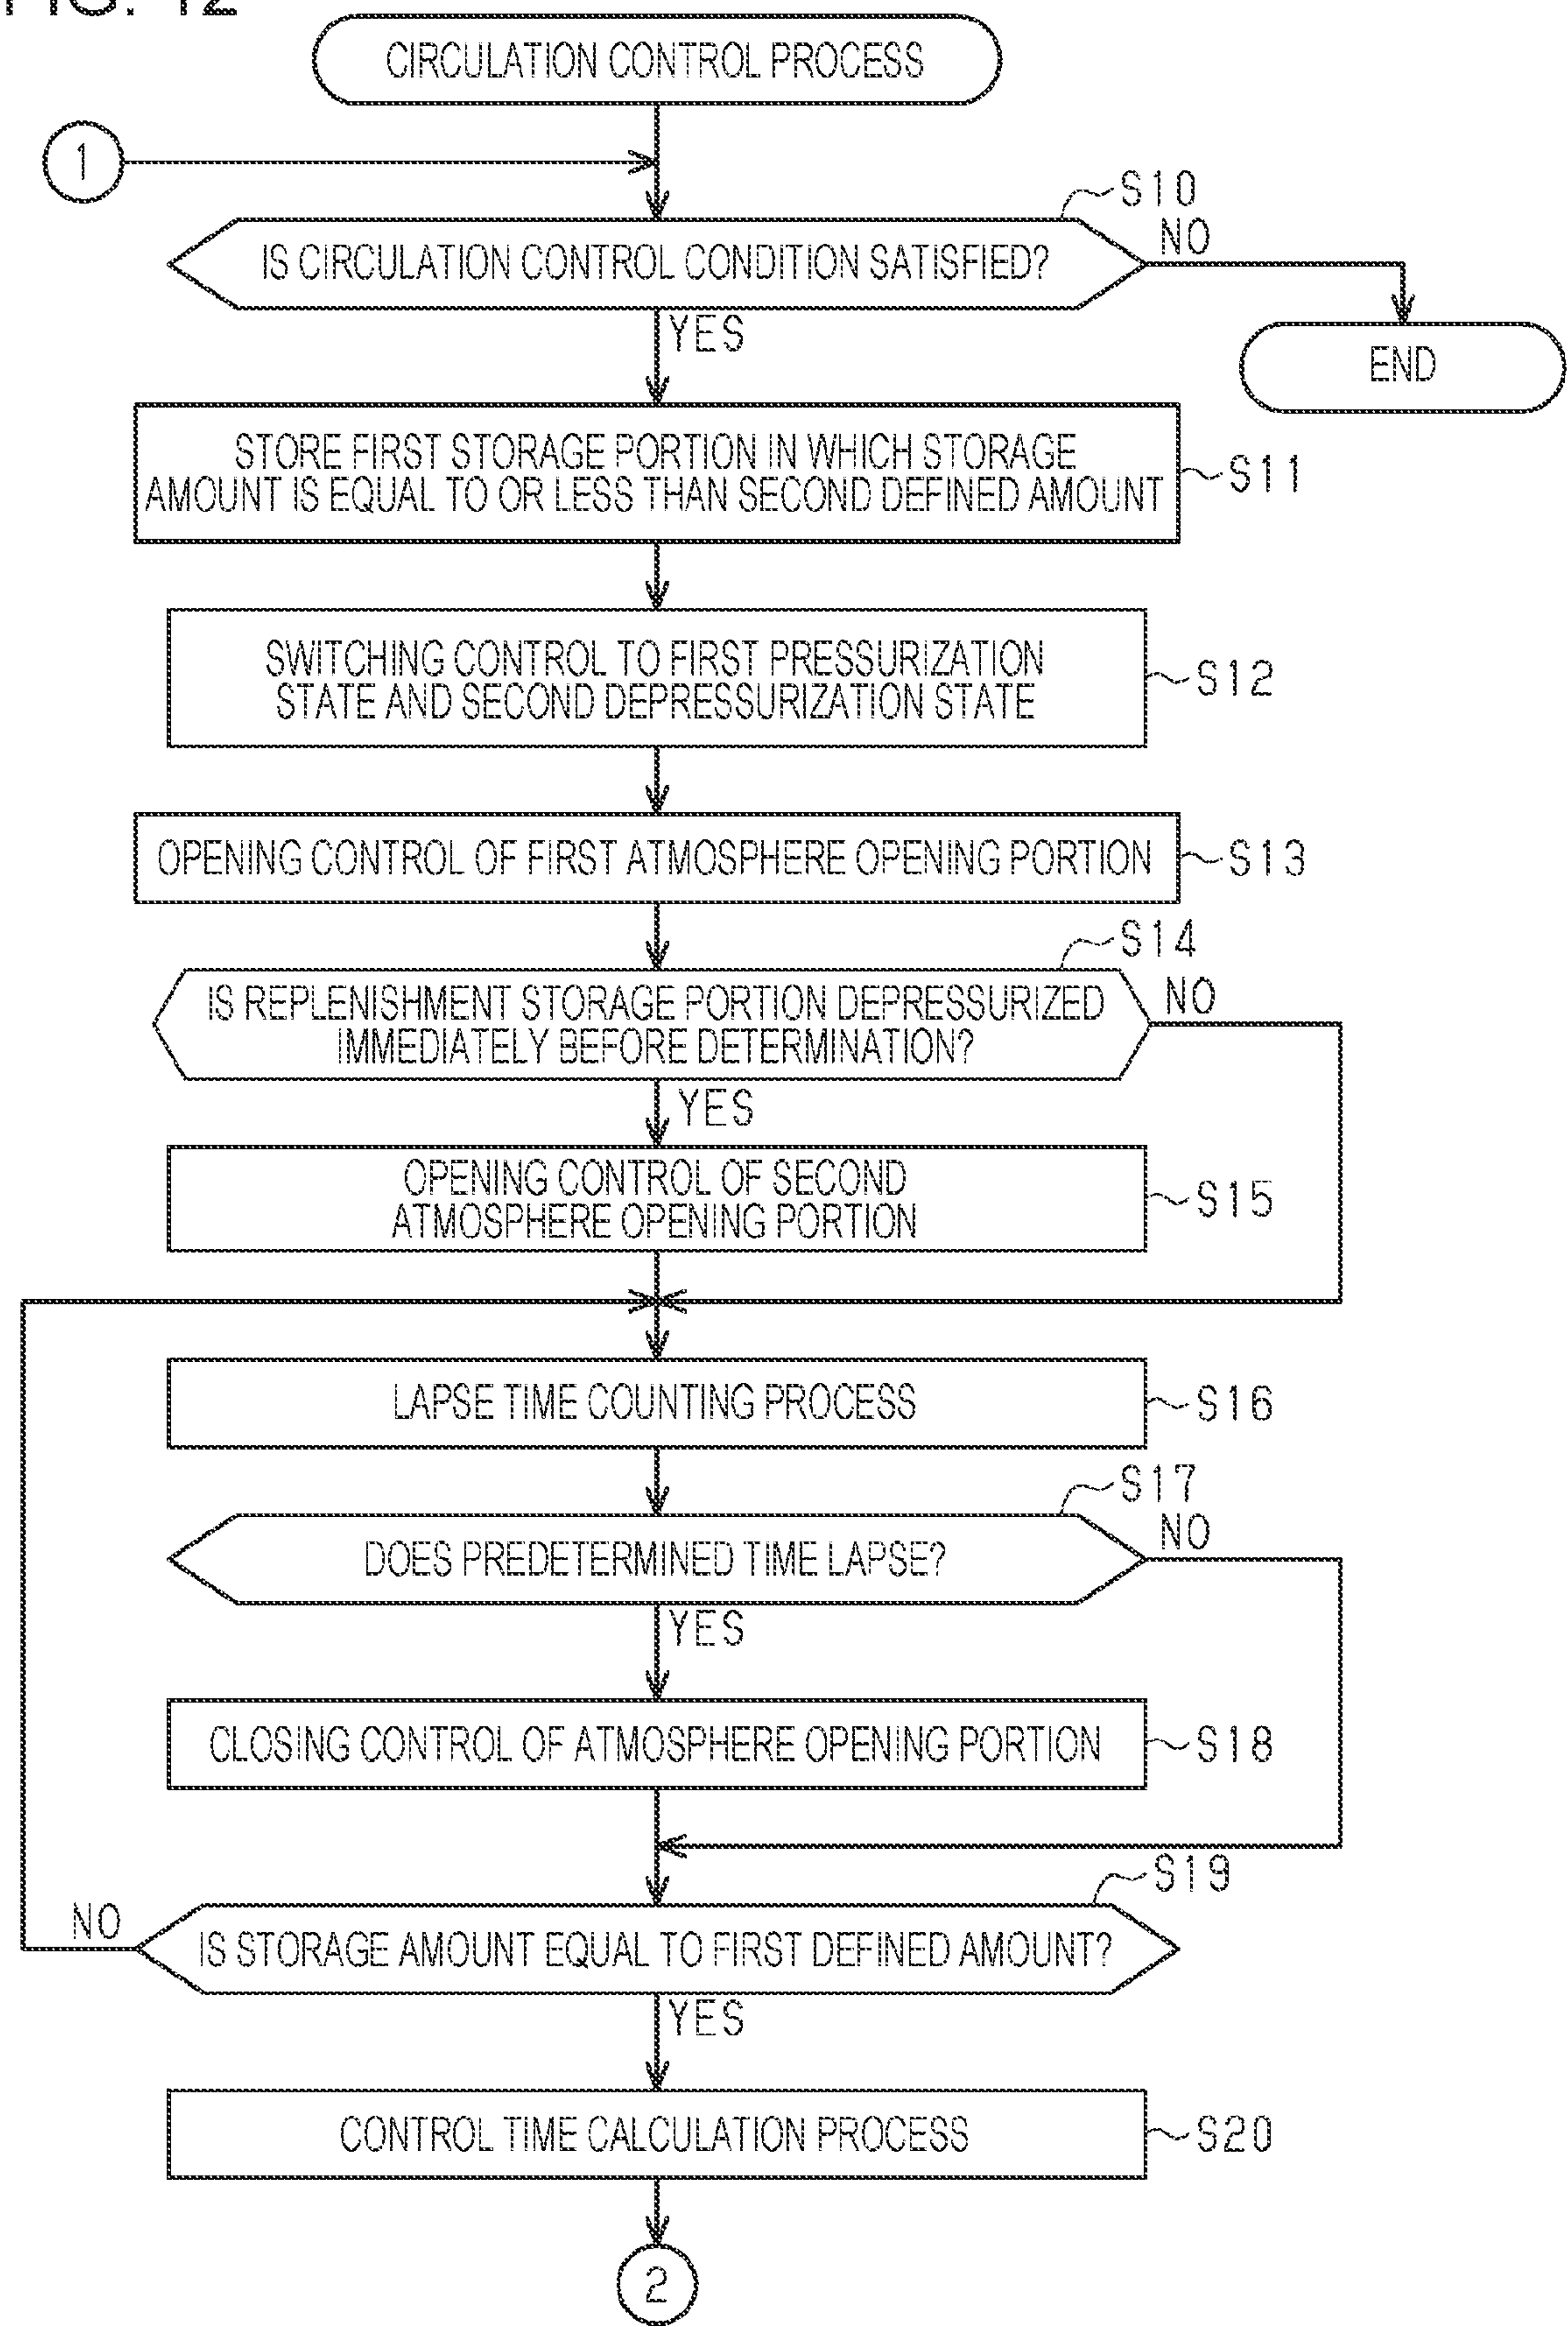 FIG. 12
CIRCULATION CONTROL PROCESS
1
S10
IS CIRCULATION CONTROL CONDITION SATISFIED?
NO
YES
END
STORE FIRST STORAGE PORTION IN WHICH STORAGE
AMOUNT IS EQUAL TO OR LESS THAN SECOND DEFINED AMOUNT
S11
SWITCHING CONTROL TO FIRST PRESSURIZATION
STATE AND SECOND DEPRESSURIZATION STATE
S12
OPENING CONTROL OF FIRST ATMOSPHERE OPENING PORTION
S13
S14
IS REPLENISHMENT STORAGE PORTION DEPRESSURIZED
IMMEDIATELY BEFORE DETERMINATION?
NO
YES
OPENING CONTROL OF SECOND
ATMOSPHERE OPENING PORTION
S15
LAPSE TIME COUNTING PROCESS
S16
S17
DOES PREDETERMINED TIME LAPSE?
NO
YES
CLOSING CONTROL OF ATMOSPHERE OPENING PORTION
S18
S19
NO
IS STORAGE AMOUNT EQUAL TO FIRST DEFINED AMOUNT?
YES
CONTROL TIME CALCULATION PROCESS
S20
2